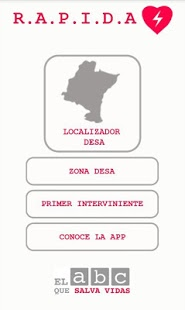 R.A.P.I.D.A
LOCALIZADOR
DESA
ZONA DESA
PRIMER INTERVINIENTE
CONOCE LA APP
EL abc
QUE SALVA VIDAS